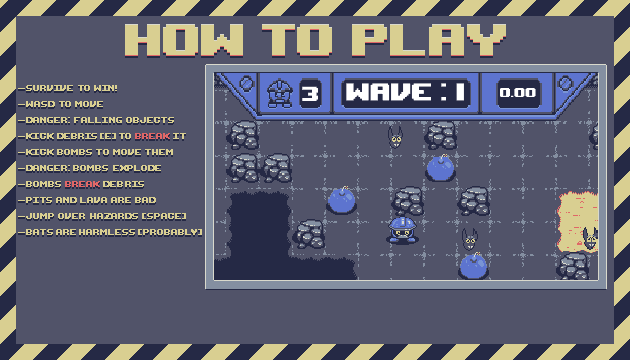 HOW TO PLAY
-SURVIVE TO WIN!
-WASD TO MOVE
-DANGER: FALLING OBJECTS
-KICK DEBRIS [E] TO BREAK IT
-KICK BOMBS TO MOVE THEM
-DANGER: BOMBS EXPLODE
-BOMBS BREAK DEBRIS
-PITS AND LAVA ARE BAD
-JUMP OVER HAZARDS [SPACE]
-BATS ARE HARMLESS [PROBABLY]
3
WAVE:1
0.00